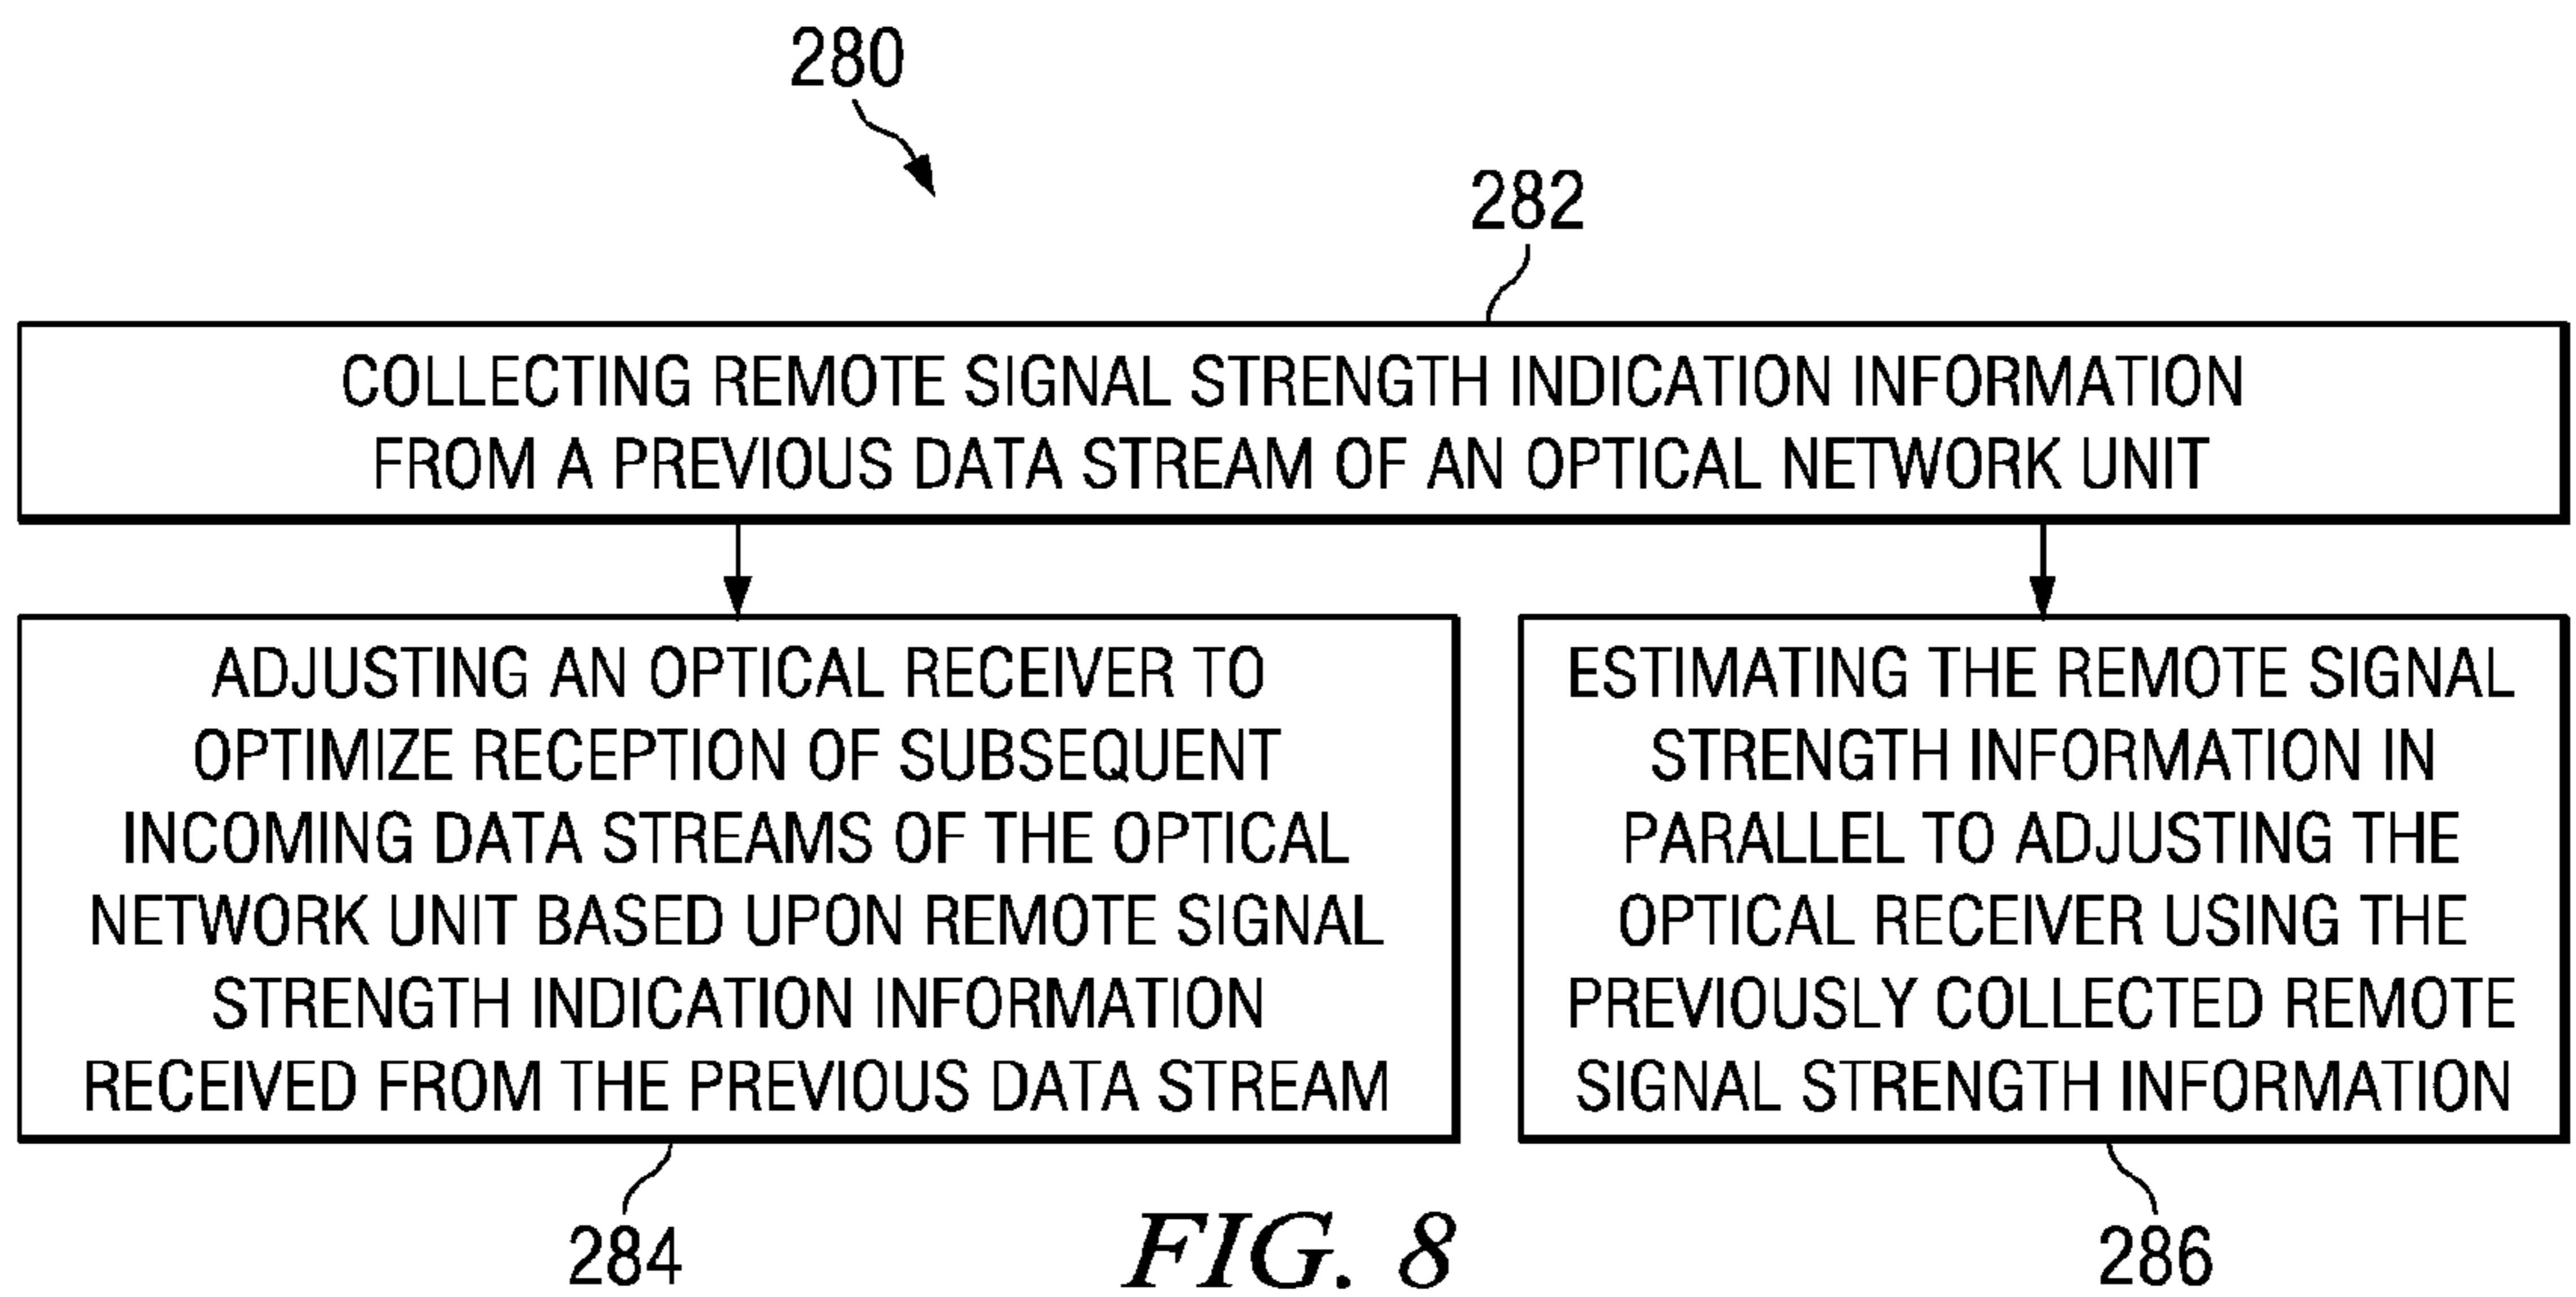 280
282
COLLECTING REMOTE SIGNAL STRENGTH INDICATION INFORMATION
FROM A PREVIOUS DATA STREAM OF AN OPTICAL NETWORK UNIT
ADJUSTING AN OPTICAL RECEIVER TO
OPTIMIZE RECEPTION OF SUBSEQUENT
INCOMING DATA STREAMS OF THE OPTICAL
NETWORK UNIT BASED UPON REMOTE SIGNAL
STRENGTH INDICATION INFORMATION
RECEIVED FROM THE PREVIOUS DATA STREAM
ESTIMATING THE REMOTE SIGNAL
STRENGTH INFORMATION IN
PARALLEL TO ADJUSTING THE
OPTICAL RECEIVER USING THE
PREVIOUSLY COLLECTED REMOTE
SIGNAL STRENGTH INFORMATION
284
FIG. 8
286